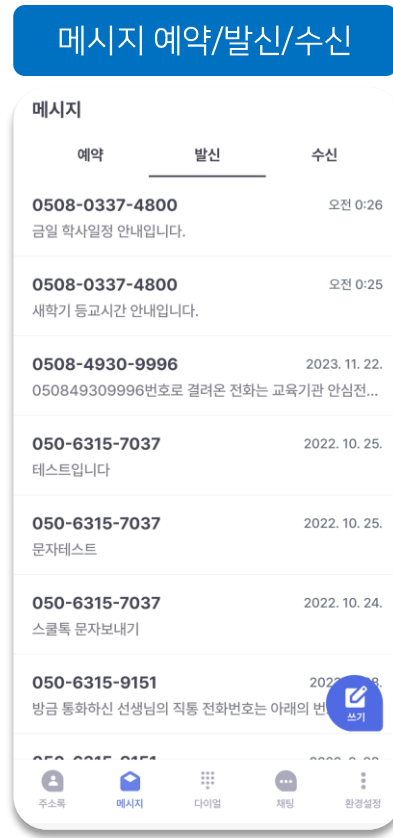 메시지 예약/발신/수신
메시지
예약 발신 수신
0508-0337-4800 오전 0:26
금일 학사일정 안내입니다.
0508-0337-4800 오전 0:25
새학기 등교시간 안내입니다.
0508-4930-9996 2023. 11. 22.
050849309996번호로 결려온 전화는 교육기관 안심전...
050-6315-7037 2022. 10. 25.
테스트입니다
050-6315-7037 2022. 10. 25.
문자테스트
050-6315-7037 2022. 10. 24.
스쿨톡 문자보내기
050-6315-9151
방금 통화하신 선생님의 직통 전화번호는 아래의 번
쓰기
주소록 메시지 다이얼 채팅 환경설정